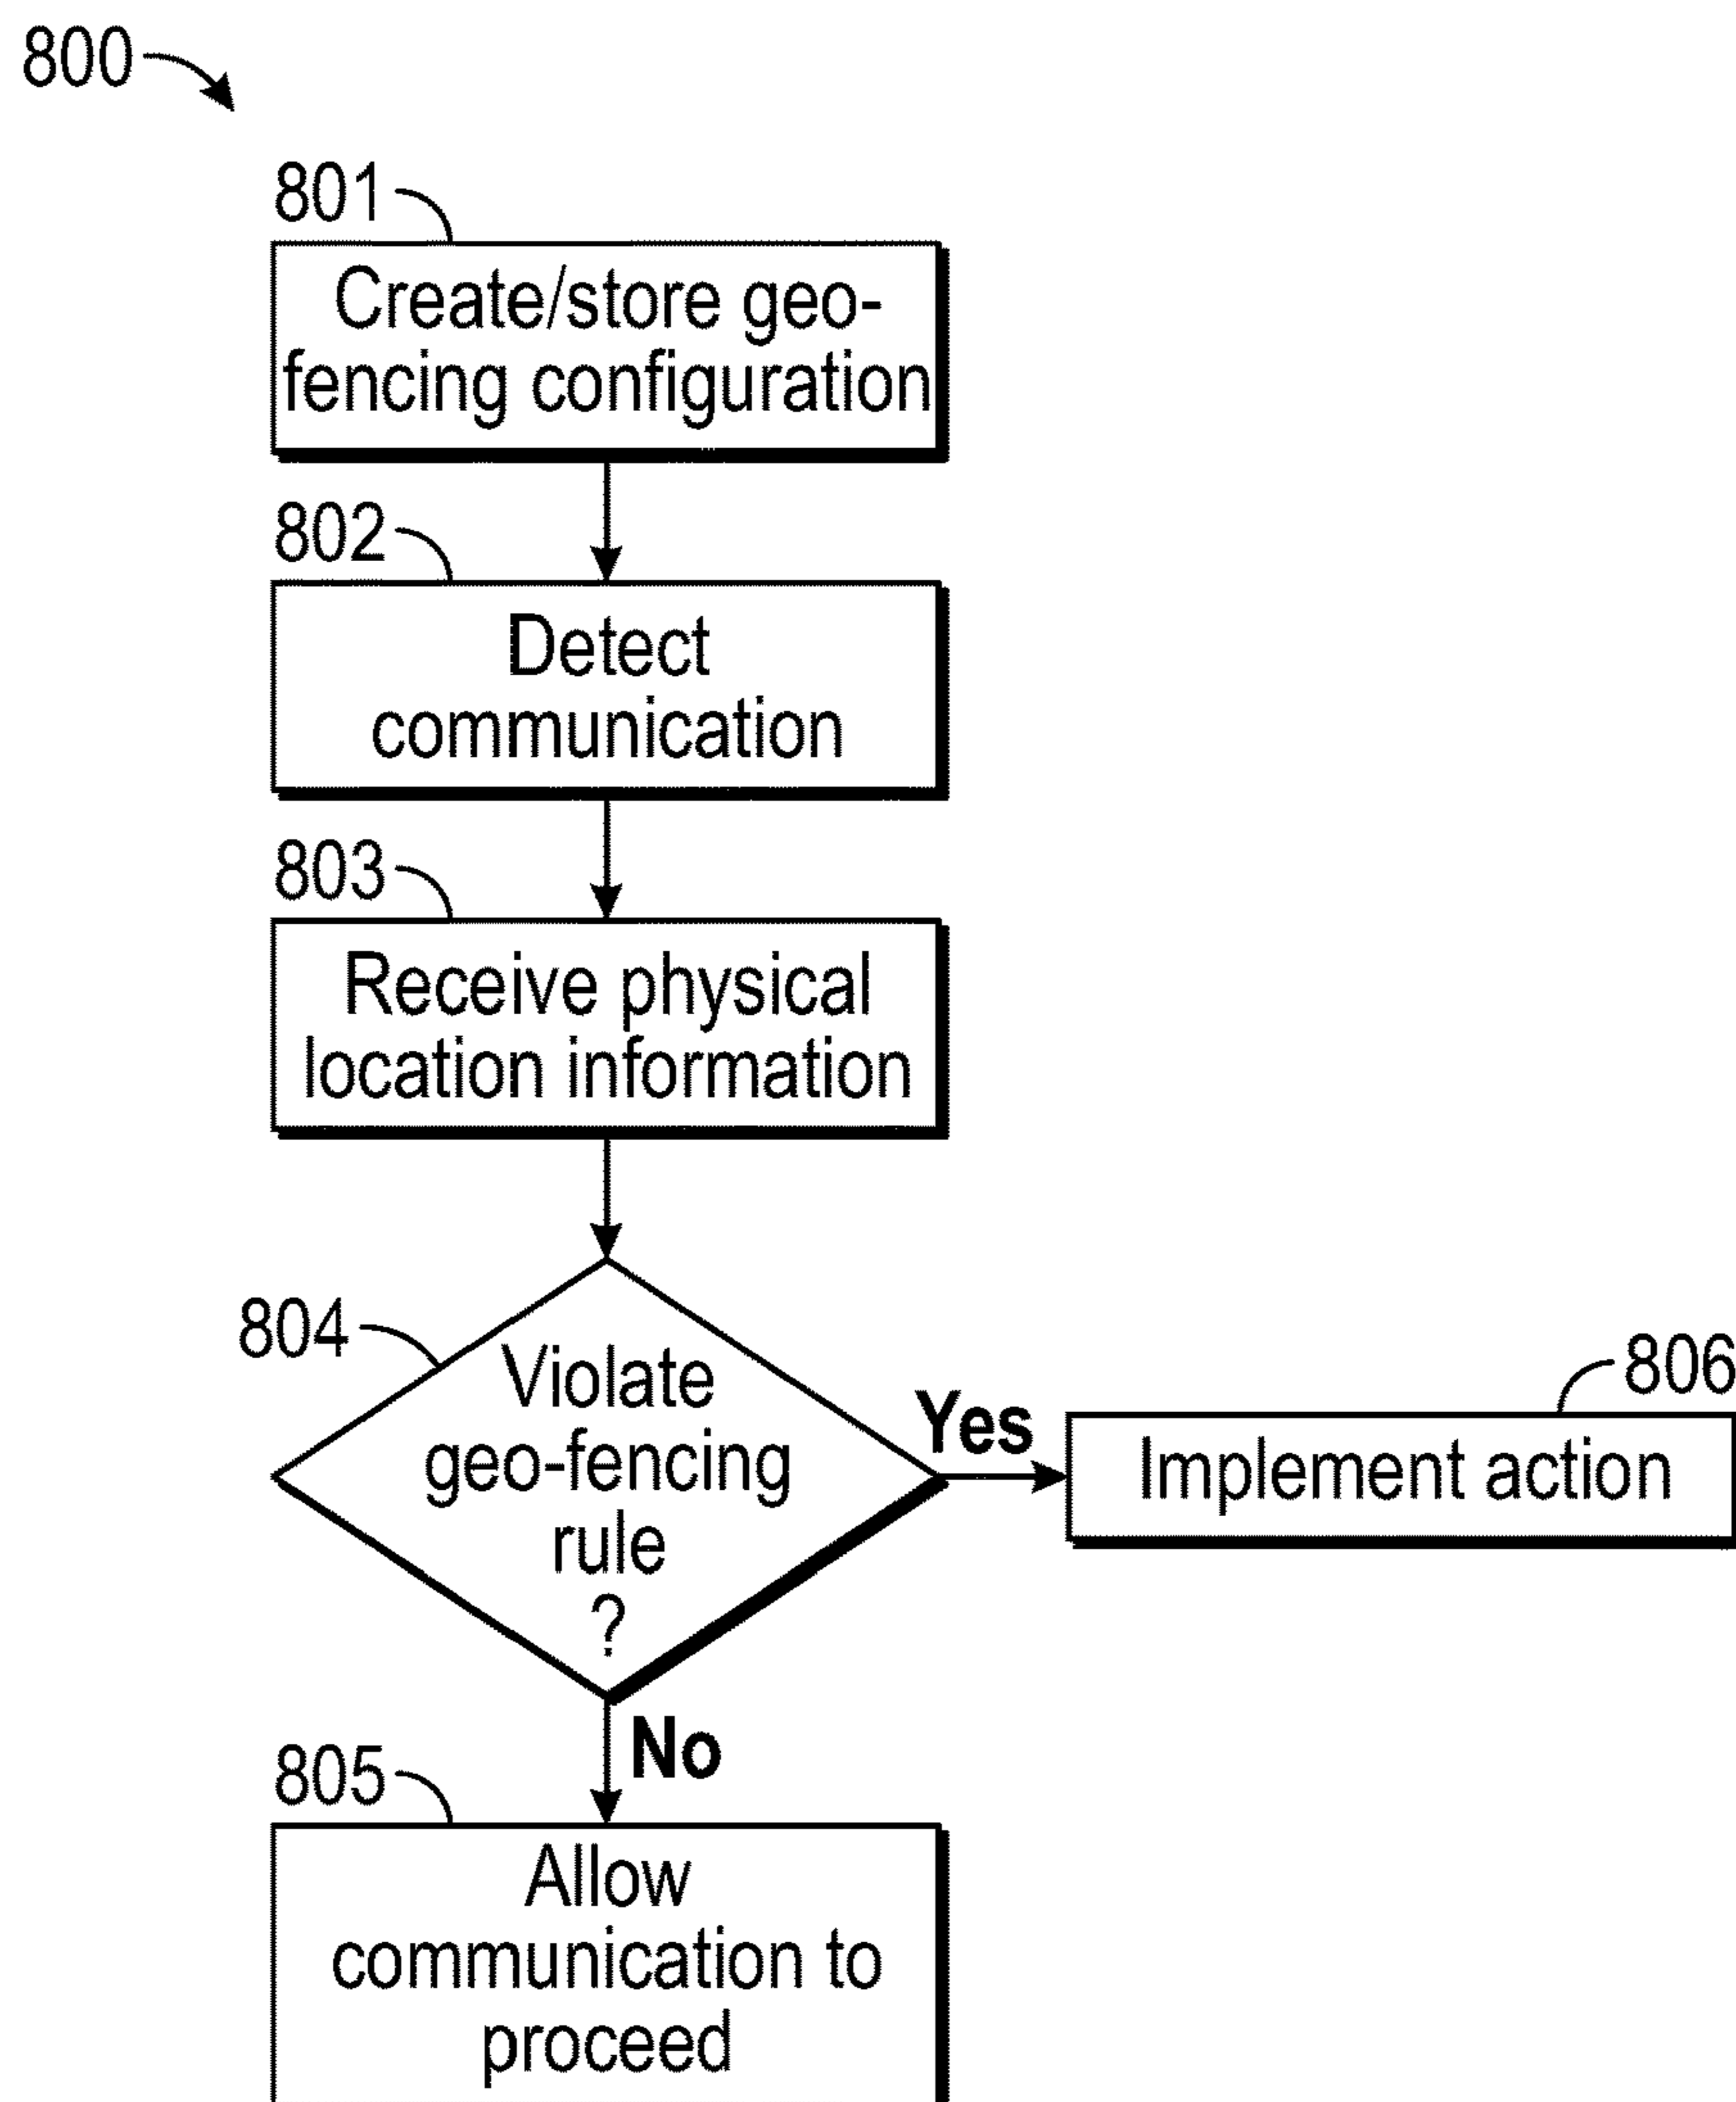 800
801
Create/store geo-
fencing configuration
802
Detect
communication
803
Receive physical
location information
804
Violate
geo-fencing
rule
?
Yes
806
Implement action
No
805
Allow
communication to
proceed